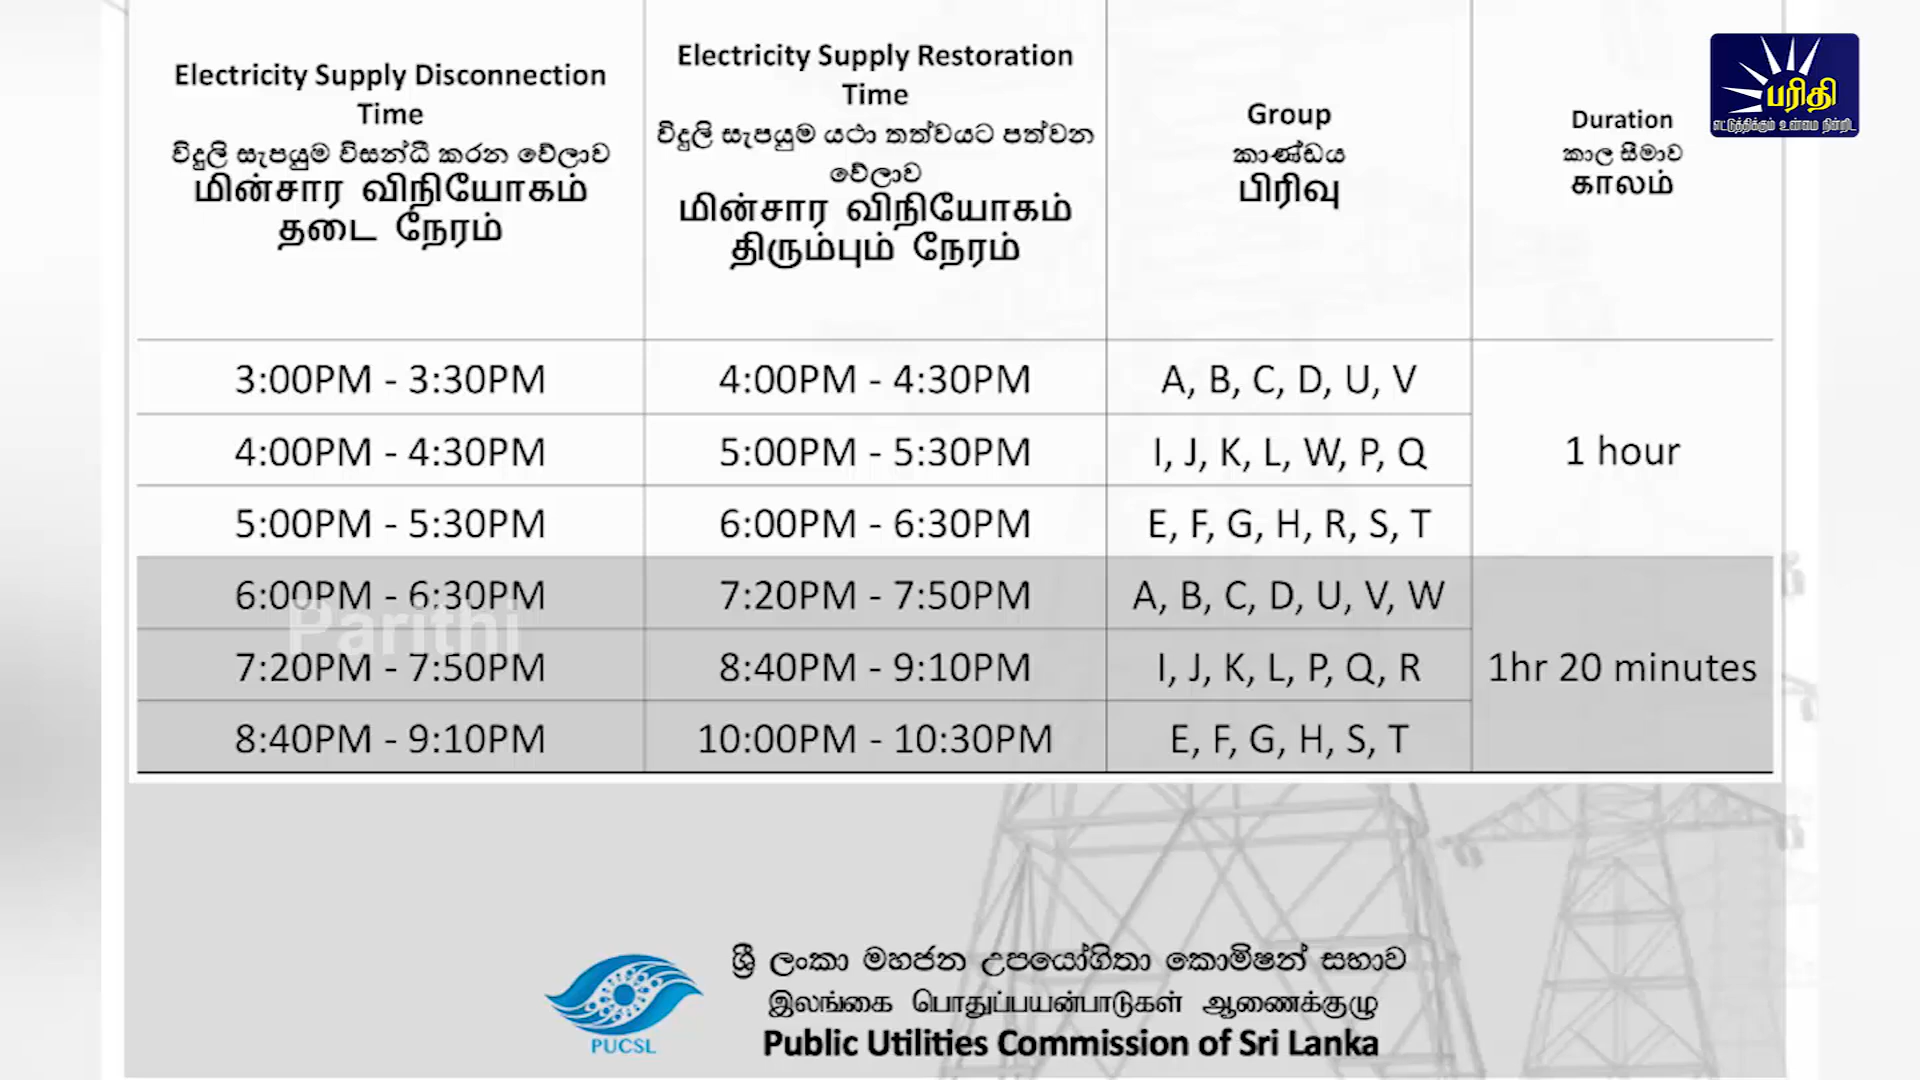 Electricity Supply Disconnection
Time
විදුලි සැපයුම විසන්ධි කරන වේලාව
மின்சார விநியோகம்
தடை நேரம்
Electricity Supply Restoration
Time
විදුලි සැපයුම යථා තත්වයට පත්වන
වේලාව
மின்சார விநியோகம்
திரும்பும் நேரம்
Group
කාණ්ඩය
பிரிவு
Duration
කාල සීමාව
காலம்
பரிதி
எட்டுத்திக்கும் உண்மை நின்றிட
3:00PM - 3:30PM 4:00PM - 4:30PM A, B, C, D, U, V
4:00PM - 4:30PM 5:00PM - 5:30PM I, J, K, L, W, P, Q 1 hour
5:00PM - 5:30PM 6:00PM - 6:30PM E, F, G, H, R, S, T
6:00PM - 6:30PM 7:20PM - 7:50PM A, B, C, D, U, V, W
Parithi
7:20PM - 7:50PM 8:40PM - 9:10PM I, J, K, L, P, Q, R 1hr 20 minutes
8:40PM - 9:10PM 10:00PM - 10:30PM E, F, G, H, S, T
PUCSL
ශ්‍රී ලංකා මහජන උපයෝගිතා කොමිෂන් සභාව
இலங்கை பொதுப்பயன்பாடுகள் ஆணைக்குழு
Public Utilities Commission of Sri Lanka